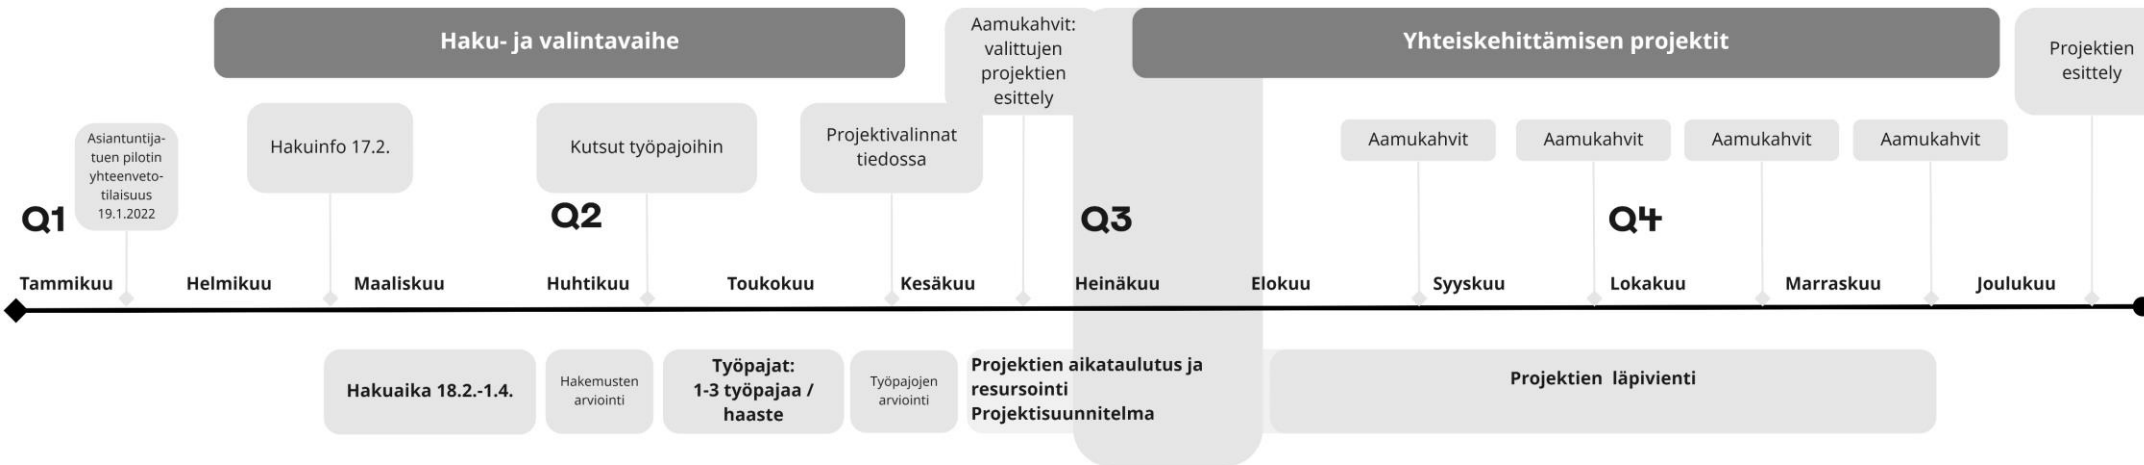 Haku- ja valintavaihe
Aamukahvit:
valittujen
projektien
esittely
Yhteiskehittämisen projektit
Projektien
esittely
Asiantuntija-
tuen pilotin
yhteenveto-
tilaisuus
19.1.2022
Hakuinfo 17.2.
Kutsut työpajoihin
Projektivalinnat
tiedossa
Aamukahvit
Aamukahvit
Aamukahvit
Aamukahvit
Q1
Q2
Q3
Q4
Tammikuu
Helmikuu
Maaliskuu
Huhtikuu
Toukokuu
Kesäkuu
Heinäkuu
Elokuu
Syyskuu
Lokakuu
Marraskuu
Joulukuu
Hakuaika 18.2.-1.4.
Hakemusten
arviointi
Työpajat:
1-3 työpajaa /
haaste
Työpajojen
arviointi
Projektien aikataulutus ja
resursointi
Projektisuunnitelma
Projektien läpivienti